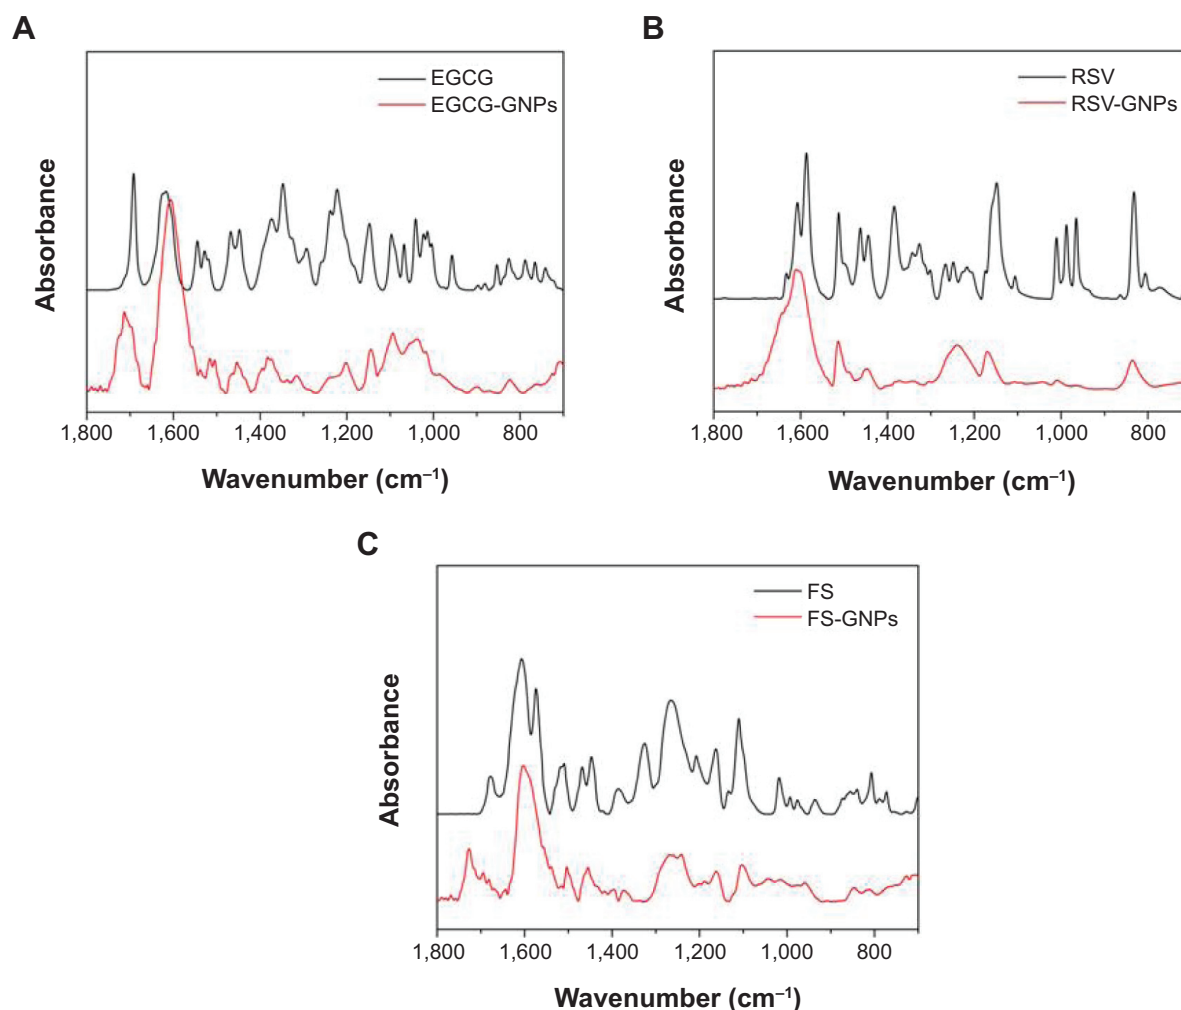 A
EGCG
EGCG-GNPs
Absorbance
1,800 1,600 1,400 1,200 1,000 800
Wavenumber (cm⁻¹)
B
RSV
RSV-GNPs
Absorbance
1,800 1,600 1,400 1,200 1,000 800
Wavenumber (cm⁻¹)
C
FS
FS-GNPs
Absorbance
1,800 1,600 1,400 1,200 1,000 800
Wavenumber (cm⁻¹)